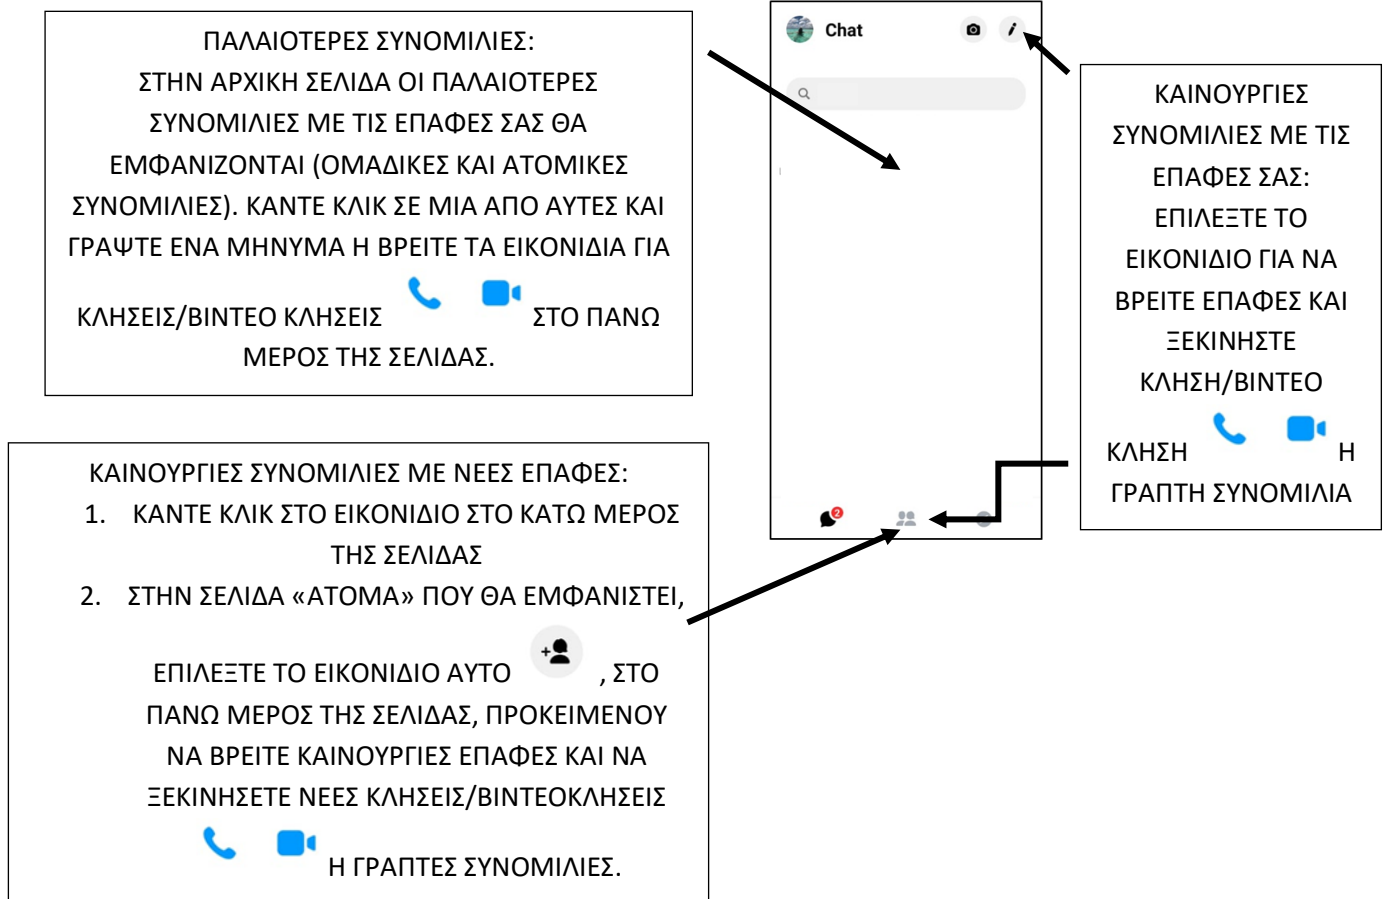 ΠΑΛΑΙΟΤΕΡΕΣ ΣΥΝΟΜΙΛΙΕΣ:
ΣΤΗΝ ΑΡΧΙΚΗ ΣΕΛΙΔΑ ΟΙ ΠΑΛΑΙΟΤΕΡΕΣ
ΣΥΝΟΜΙΛΙΕΣ ΜΕ ΤΙΣ ΕΠΑΦΕΣ ΣΑΣ ΘΑ
ΕΜΦΑΝΙΖΟΝΤΑΙ (ΟΜΑΔΙΚΕΣ ΚΑΙ ΑΤΟΜΙΚΕΣ
ΣΥΝΟΜΙΛΙΕΣ). ΚΑΝΤΕ ΚΛΙΚ ΣΕ ΜΙΑ ΑΠΟ ΑΥΤΕΣ ΚΑΙ
ΓΡΑΨΤΕ ΕΝΑ ΜΗΝΥΜΑ Η ΒΡΕΙΤΕ ΤΑ ΕΙΚΟΝΙΔΙΑ ΓΙΑ
ΚΛΗΣΕΙΣ/ΒΙΝΤΕΟ ΚΛΗΣΕΙΣ ΣΤΟ ΠΑΝΩ
ΜΕΡΟΣ ΤΗΣ ΣΕΛΙΔΑΣ.
Chat
2
ΚΑΙΝΟΥΡΓΙΕΣ
ΣΥΝΟΜΙΛΙΕΣ ΜΕ ΤΙΣ
ΕΠΑΦΕΣ ΣΑΣ:
ΕΠΙΛΕΞΤΕ ΤΟ
ΕΙΚΟΝΙΔΙΟ ΓΙΑ ΝΑ
ΒΡΕΙΤΕ ΕΠΑΦΕΣ ΚΑΙ
ΞΕΚΙΝΗΣΤΕ
ΚΛΗΣΗ/ΒΙΝΤΕΟ
ΚΛΗΣΗ Η
ΓΡΑΠΤΗ ΣΥΝΟΜΙΛΙΑ
ΚΑΙΝΟΥΡΓΙΕΣ ΣΥΝΟΜΙΛΙΕΣ ΜΕ ΝΕΕΣ ΕΠΑΦΕΣ:
1. ΚΑΝΤΕ ΚΛΙΚ ΣΤΟ ΕΙΚΟΝΙΔΙΟ ΣΤΟ ΚΑΤΩ ΜΕΡΟΣ
ΤΗΣ ΣΕΛΙΔΑΣ
2. ΣΤΗΝ ΣΕΛΙΔΑ «ΑΤΟΜΑ» ΠΟΥ ΘΑ ΕΜΦΑΝΙΣΤΕΙ,
ΕΠΙΛΕΞΤΕ ΤΟ ΕΙΚΟΝΙΔΙΟ ΑΥΤΟ , ΣΤΟ
ΠΑΝΩ ΜΕΡΟΣ ΤΗΣ ΣΕΛΙΔΑΣ, ΠΡΟΚΕΙΜΕΝΟΥ
ΝΑ ΒΡΕΙΤΕ ΚΑΙΝΟΥΡΓΙΕΣ ΕΠΑΦΕΣ ΚΑΙ ΝΑ
ΞΕΚΙΝΗΣΕΤΕ ΝΕΕΣ ΚΛΗΣΕΙΣ/ΒΙΝΤΕΟΚΛΗΣΕΙΣ
Η ΓΡΑΠΤΕΣ ΣΥΝΟΜΙΛΙΕΣ.